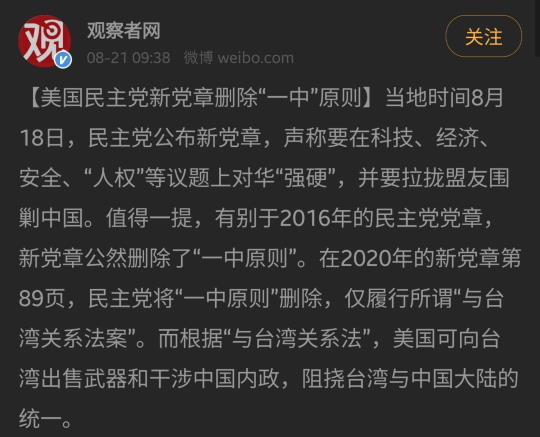 观
观察者网
08-21 09:38 微博 weibo.com
关注
【美国民主党新党章删除“一中”原则】当地时间8月
18日，民主党公布新党章，声称要在科技、经济、
安全、“人权”等议题上对华“强硬”，并要拉拢盟友围
剿中国。值得一提，有别于2016年的民主党党章，
新党章公然删除了“一中原则”。在2020年的新党章第
89页，民主党将“一中原则”删除，仅履行所谓“与台
湾关系法案”。而根据“与台湾关系法”，美国可向台
湾出售武器和干涉中国内政，阻挠台湾与中国大陆的
统一。